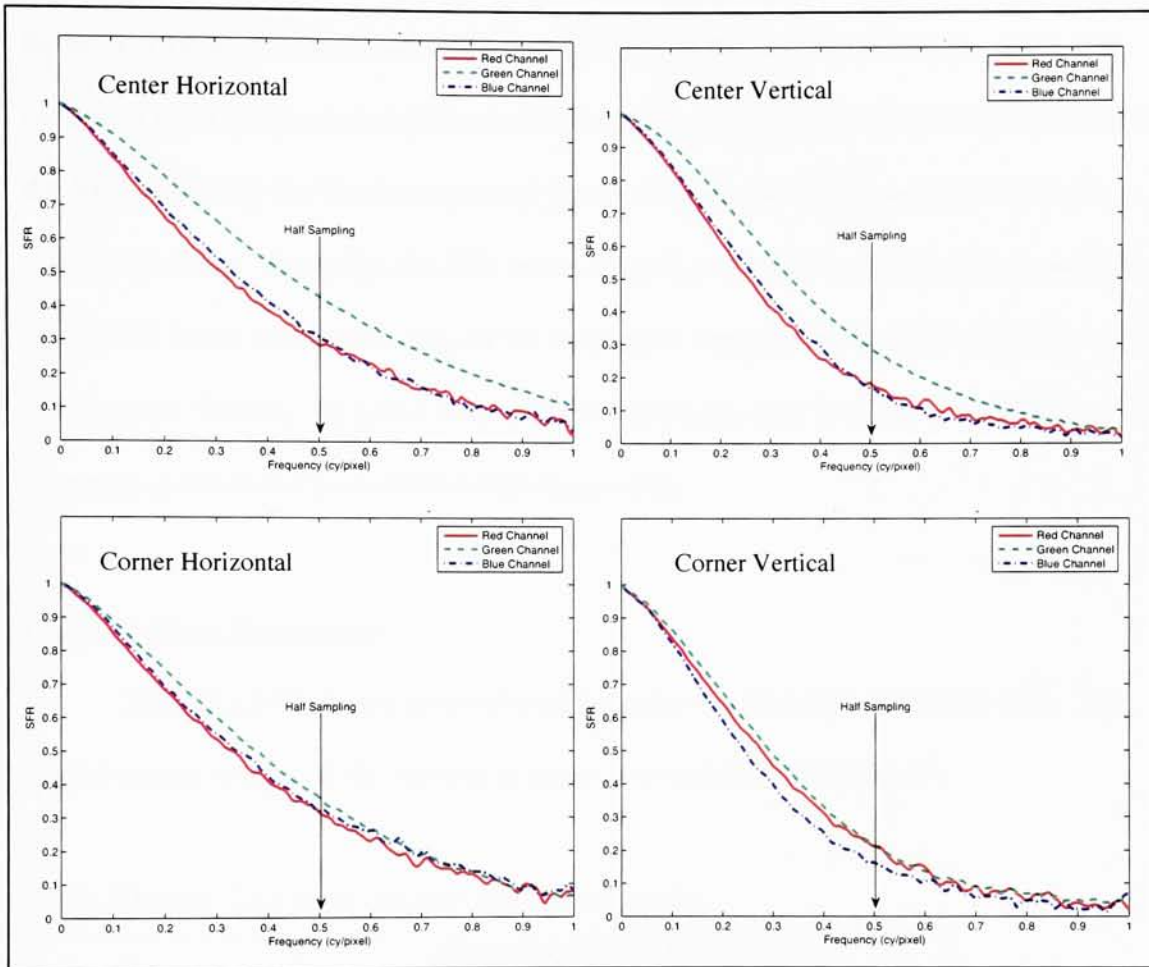 Center Horizontal
Red Channel
Green Channel
Blue Channel
1
0.9
0.8
0.7
0.6
0.5
0.4
0.3
0.2
0.1
0
SFR
Half Sampling
0 0.1 0.2 0.3 0.4 0.5 0.6 0.7 0.8 0.9 1
Frequency (cy/pixel)
Center Vertical
Red Channel
Green Channel
Blue Channel
1
0.9
0.8
0.7
0.6
0.5
0.4
0.3
0.2
0.1
0
SFR
Half Sampling
0 0.1 0.2 0.3 0.4 0.5 0.6 0.7 0.8 0.9 1
Frequency (cy/pixel)
Corner Horizontal
Red Channel
Green Channel
Blue Channel
1
0.9
0.8
0.7
0.6
0.5
0.4
0.3
0.2
0.1
0
SFR
Half Sampling
0 0.1 0.2 0.3 0.4 0.5 0.6 0.7 0.8 0.9 1
Frequency (cy/pixel)
Corner Vertical
Red Channel
Green Channel
Blue Channel
1
0.9
0.8
0.7
0.6
0.5
0.4
0.3
0.2
0.1
0
SFR
Half Sampling
0 0.1 0.2 0.3 0.4 0.5 0.6 0.7 0.8 0.9 1
Frequency (cy/pixel)